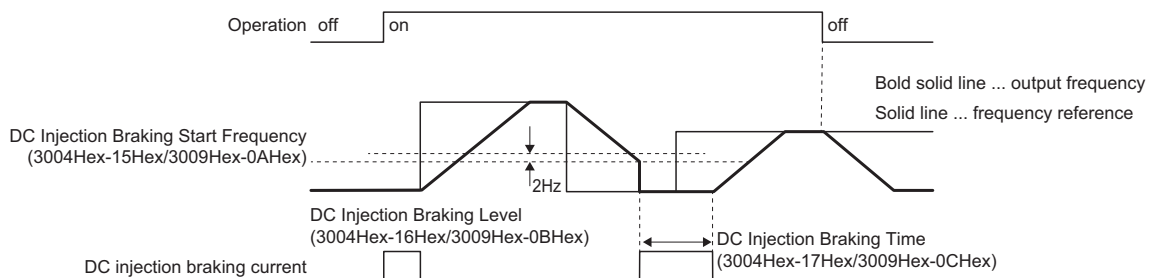 Operation off on off
Bold solid line ... output frequency
Solid line ... frequency reference
DC Injection Braking Start Frequency
(3004Hex-15Hex/3009Hex-0AHex)
2Hz
DC Injection Braking Level
(3004Hex-16Hex/3009Hex-0BHex)
DC Injection Braking Time
(3004Hex-17Hex/3009Hex-0CHex)
DC injection braking current